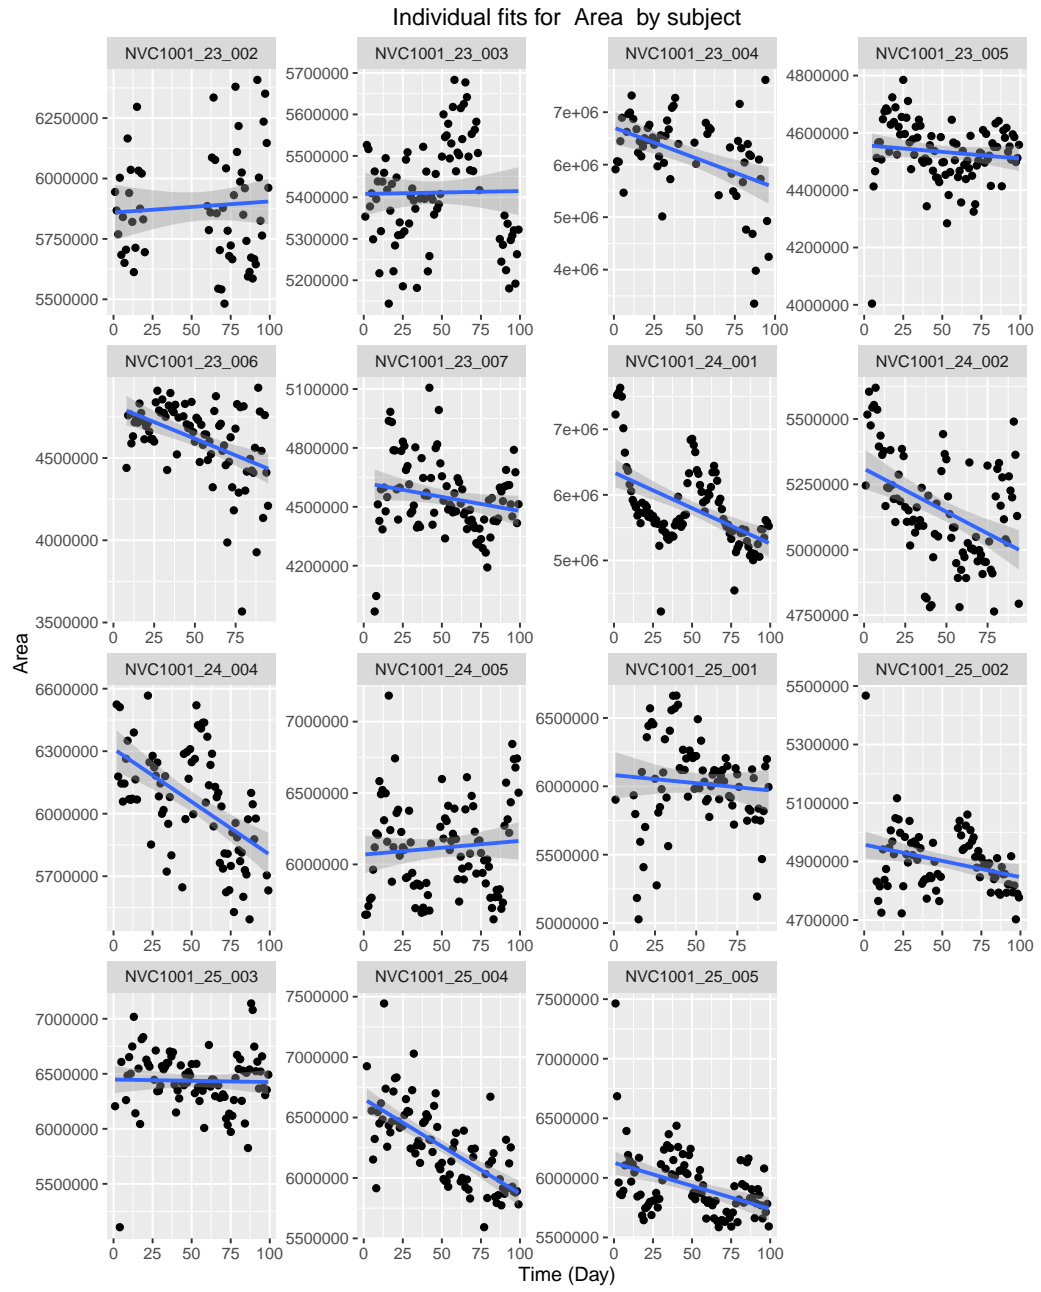 Individual fits for  Area  by subject
NVC1001_23_002 NVC1001_23_003 NVC1001_23_004 NVC1001_23_005
6250000
6000000
5750000
5500000
0 25 50 75 100
5700000
5600000
5500000
5400000
5300000
5200000
0 25 50 75 100
7e+06
6e+06
5e+06
4e+06
0 25 50 75 100
4800000
4600000
4400000
4200000
4000000
0 25 50 75 100
NVC1001_23_006 NVC1001_23_007 NVC1001_24_001 NVC1001_24_002
4500000
4000000
3500000
0 25 50 75
5100000
4800000
4500000
4200000
0 25 50 75 100
7e+06
6e+06
5e+06
0 25 50 75 100
5500000
5250000
5000000
4750000
0 25 50 75
Area
NVC1001_24_004 NVC1001_24_005 NVC1001_25_001 NVC1001_25_002
6600000
6300000
6000000
5700000
0 25 50 75 100
7000000
6500000
6000000
0 25 50 75 100
6500000
6000000
5500000
5000000
0 25 50 75
5500000
5300000
5100000
4900000
4700000
0 25 50 75 100
NVC1001_25_003 NVC1001_25_004 NVC1001_25_005
7000000
6500000
6000000
5500000
0 25 50 75 100
7500000
7000000
6500000
6000000
5500000
0 25 50 75 100
7500000
7000000
6500000
6000000
5500000
0 25 50 75 100
Time (Day)